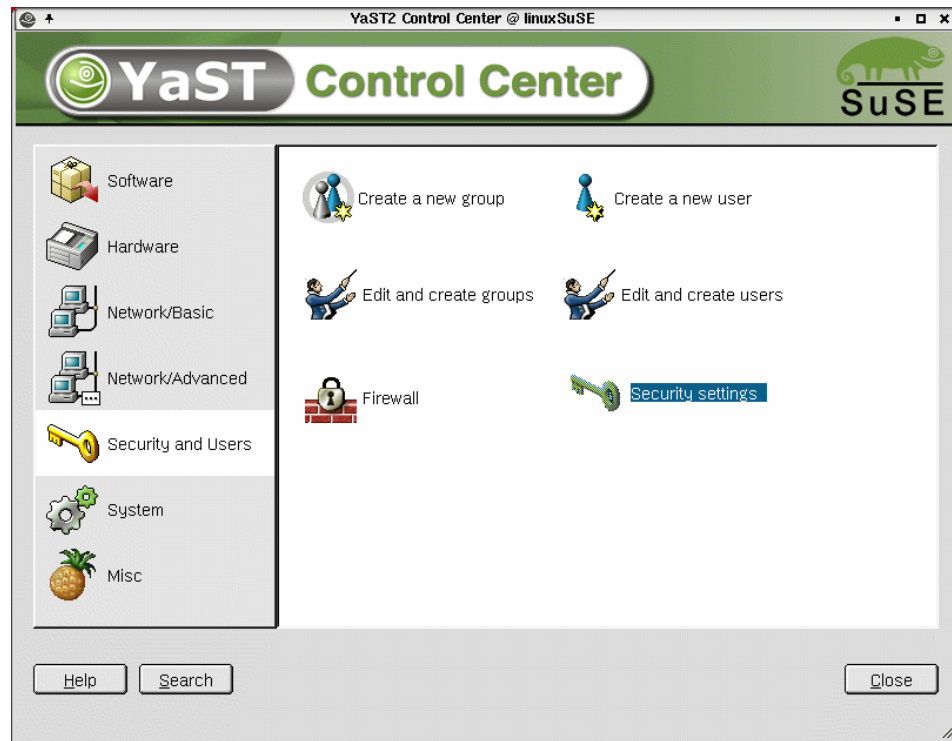 YaST2 Control Center @ linuxSuSE
YaST Control Center
SuSE
Software
Hardware
Network/Basic
Network/Advanced
Security and Users
System
Misc
Create a new group
Create a new user
Edit and create groups
Edit and create users
Firewall
Security settings
Help
Search
Close